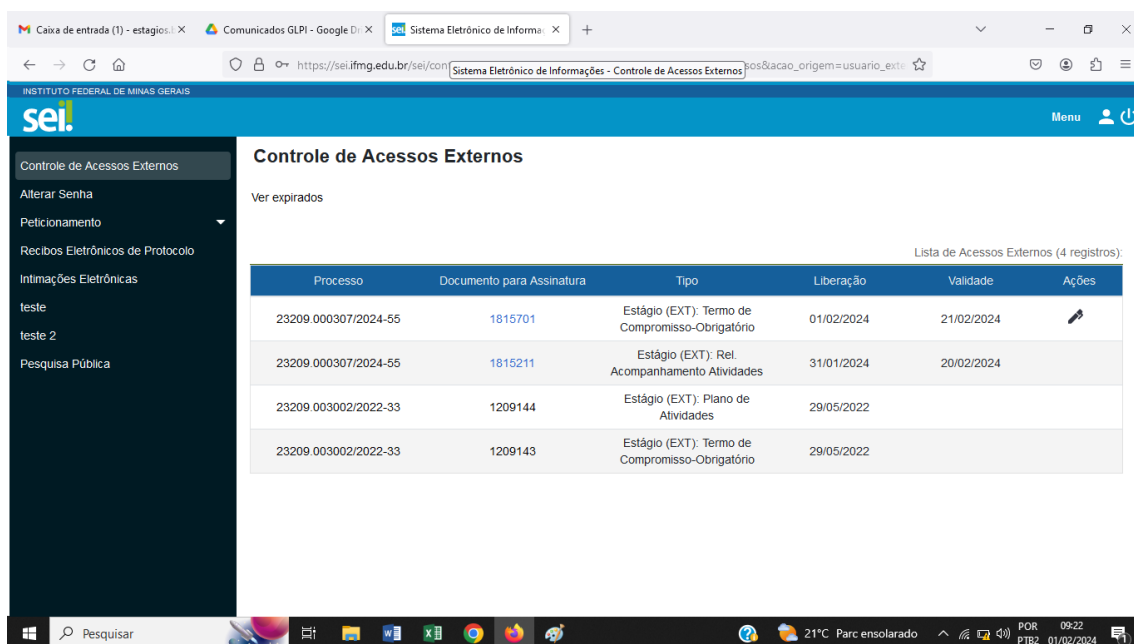 Caixa de entrada (1) - estagios.
Comunicados GLPI - Google Dri
Sistema Eletrônico de Informaç
https://sei.ifmg.edu.br/sei/con
sos&acao_origem=usuario_exte
Sistema Eletrônico de Informações - Controle de Acessos Externos
INSTITUTO FEDERAL DE MINAS GERAIS
sei!
Menu
Controle de Acessos Externos
Alterar Senha
Peticionamento
Recibos Eletrônicos de Protocolo
Intimações Eletrônicas
teste
teste 2
Pesquisa Pública
Controle de Acessos Externos
Ver expirados
Lista de Acessos Externos (4 registros):
Processo Documento para Assinatura Tipo Liberação Validade Ações
23209.000307/2024-55 1815701 Estágio (EXT): Termo de Compromisso-Obrigatório 01/02/2024 21/02/2024
23209.000307/2024-55 1815211 Estágio (EXT): Rel. Acompanhamento Atividades 31/01/2024 20/02/2024
23209.003002/2022-33 1209144 Estágio (EXT): Plano de Atividades 29/05/2022
23209.003002/2022-33 1209143 Estágio (EXT): Termo de Compromisso-Obrigatório 29/05/2022
Pesquisar
21°C Parc ensolarado
POR 09:22
PTB2 01/02/2024